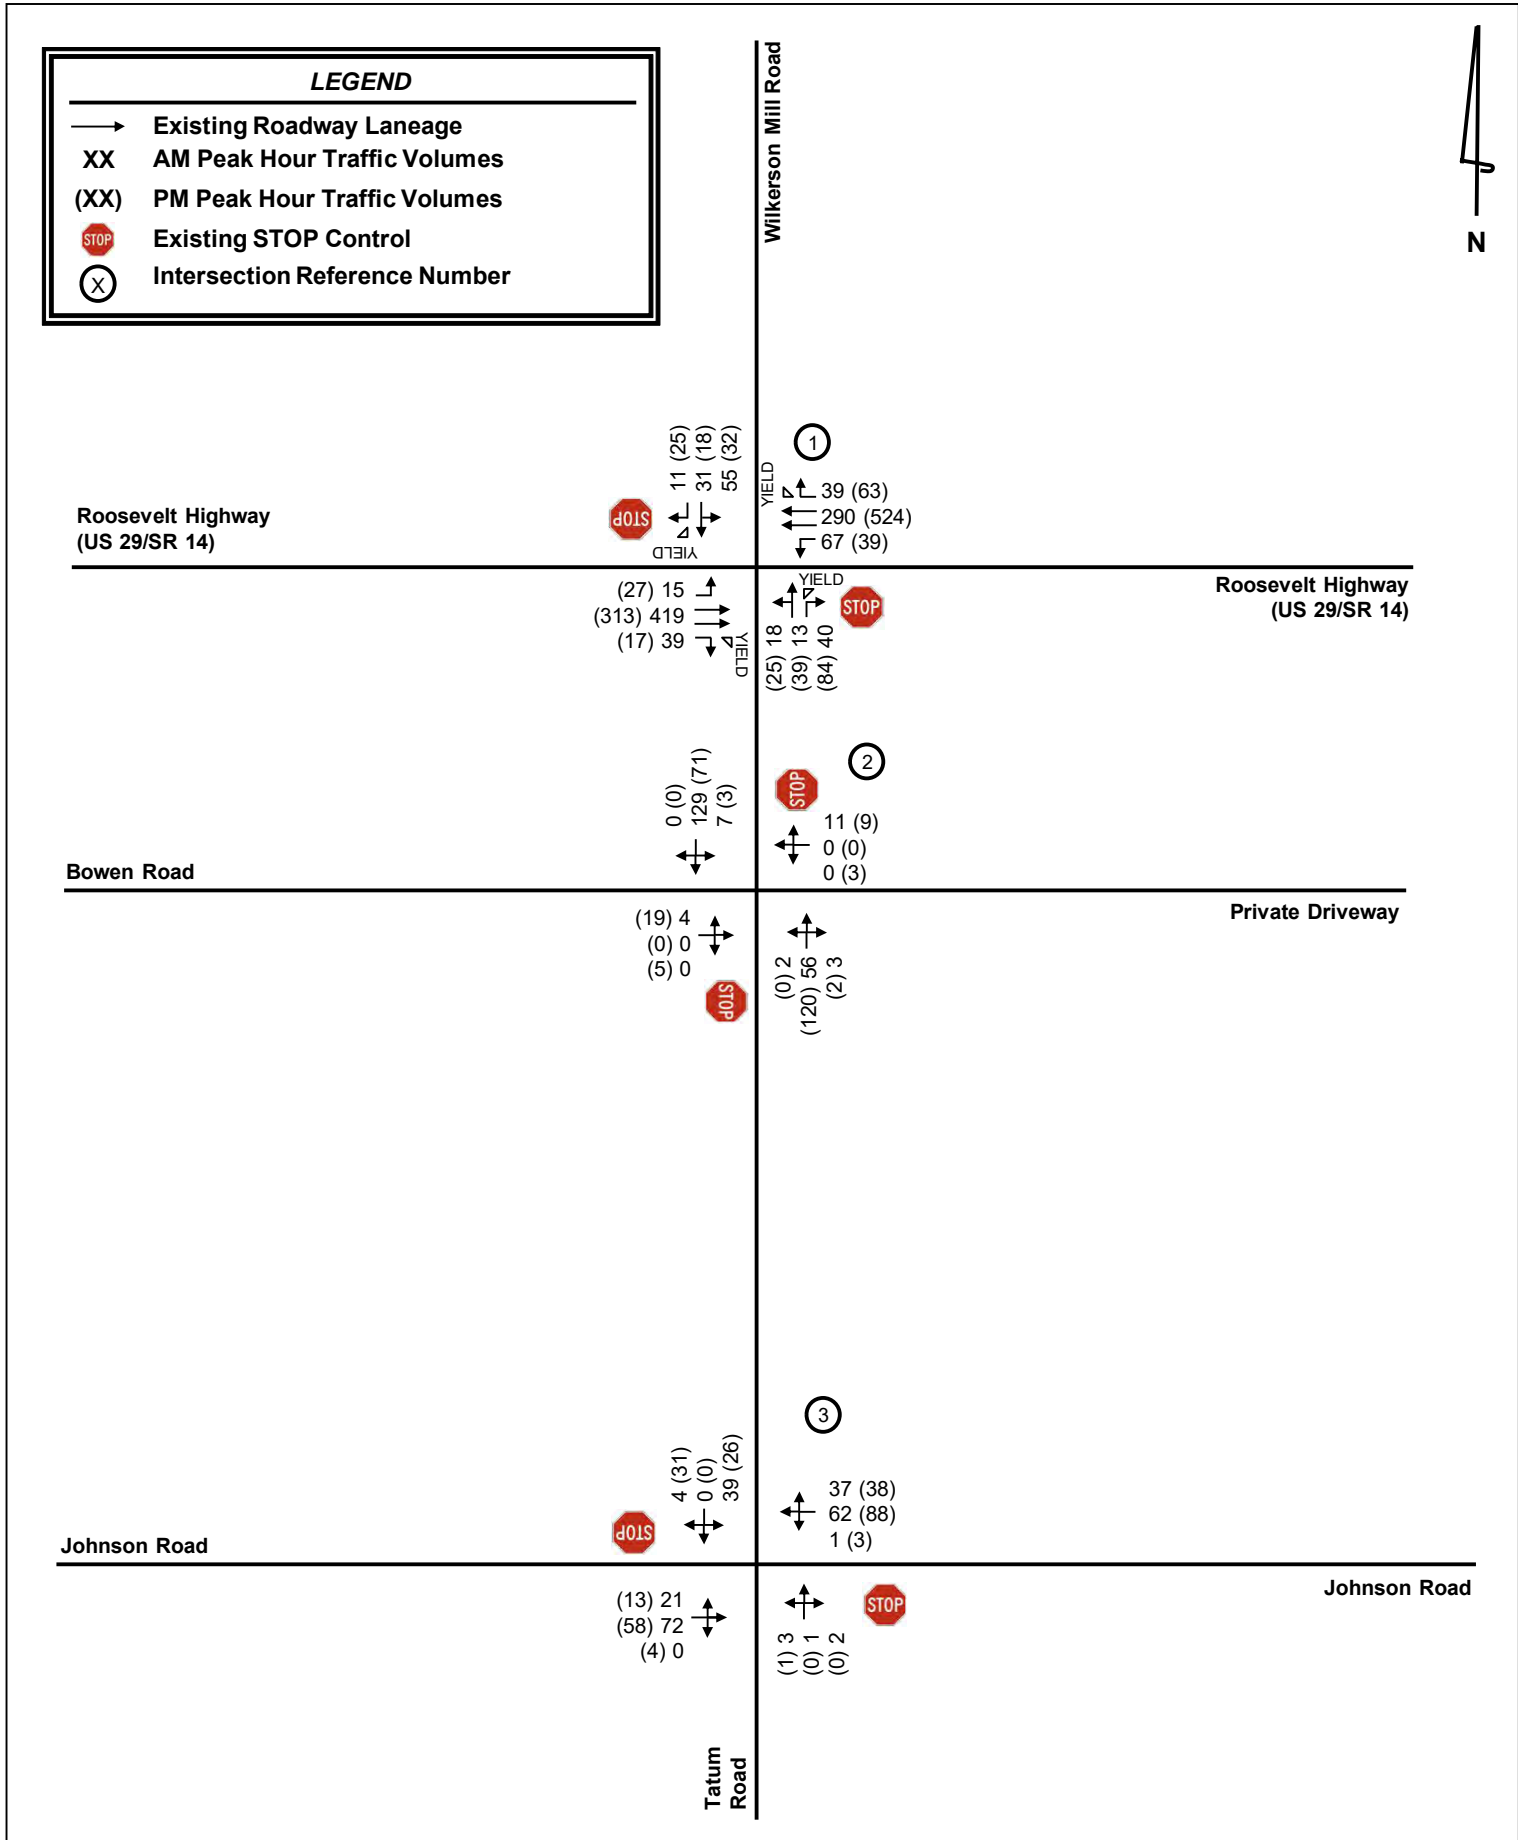 LEGEND
Existing Roadway Laneage
XX AM Peak Hour Traffic Volumes
(XX) PM Peak Hour Traffic Volumes
STOP Existing STOP Control
X Intersection Reference Number
Wilkerson Mill Road
N
1
11 (25)
31 (18)
55 (32)
STOP
YIELD
YIELD
39 (63)
290 (524)
67 (39)
Roosevelt Highway
(US 29/SR 14)
Roosevelt Highway
(US 29/SR 14)
(27) 15
(313) 419
(17) 39
YIELD
YIELD
STOP
(25) 18
(39) 13
(84) 40
2
0 (0)
129 (71)
7 (3)
STOP
11 (9)
0 (0)
0 (3)
Bowen Road
Private Driveway
(19) 4
(0) 0
(5) 0
STOP
(0) 2
(120) 56
(2) 3
3
4 (31)
0 (0)
39 (26)
STOP
37 (38)
62 (88)
1 (3)
Johnson Road
Johnson Road
(13) 21
(58) 72
(4) 0
STOP
(1) 3
(0) 1
(0) 2
Tatum
Road